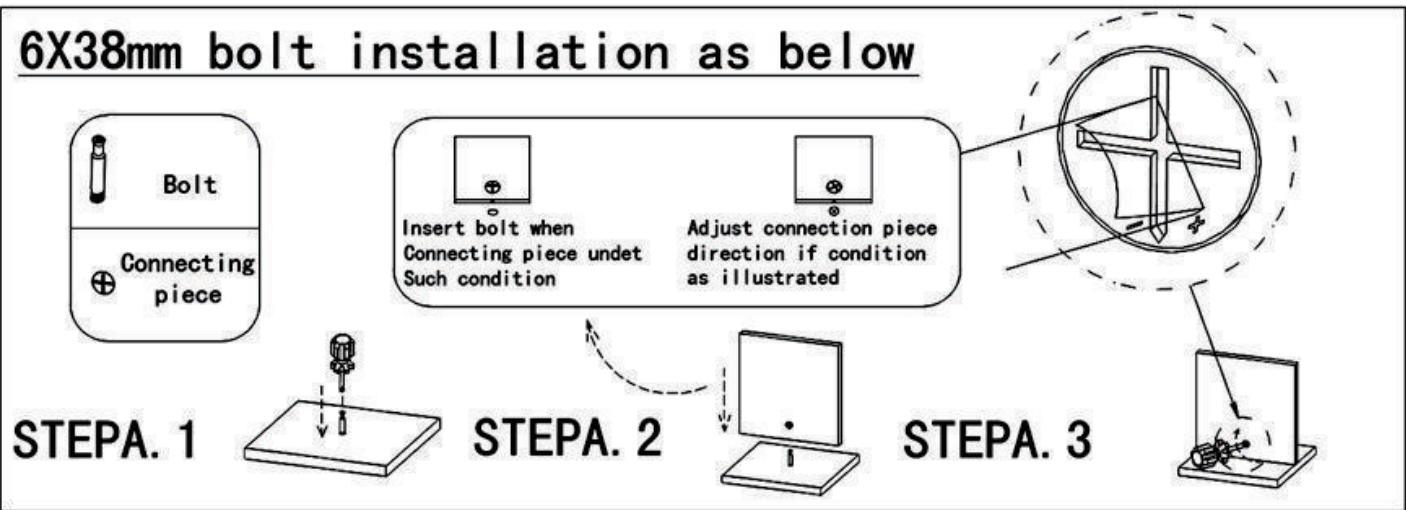 6X38mm bolt installation as below
Bolt
Connecting
piece
Insert bolt when
Connecting piece undet
Such condition
Adjust connection piece
direction if condition
as illustrated
- +
STEPA. 1
STEPA. 2
STEPA. 3